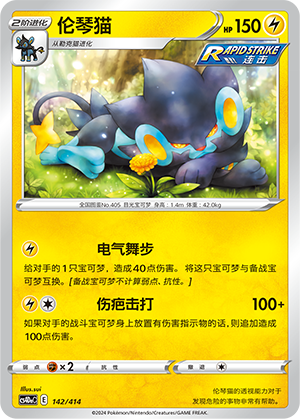 2阶进化 伦琴猫 HP 150
从勒克猫进化
RAPID STRIKE
连击
全国图鉴No.405 目光宝可梦 身高:1.4m 体重:42.0kg
电气舞步
给对手的1只宝可梦,造成40点伤害。将这只宝可梦与备战宝
可梦互换。[备战宝可梦不计算弱点、抗性。]
伤疤击打 100+
如果对手的战斗宝可梦身上放置有伤害指示物的话,则追加造成
100点伤害。
弱点 ×2 抗性 撤退
Illus.sui
E 142/414
伦琴猫的透视能力对于
发现危险的事物非常有帮助。
©2024 Pokémon/Nintendo/Creatures/GAME FREAK.